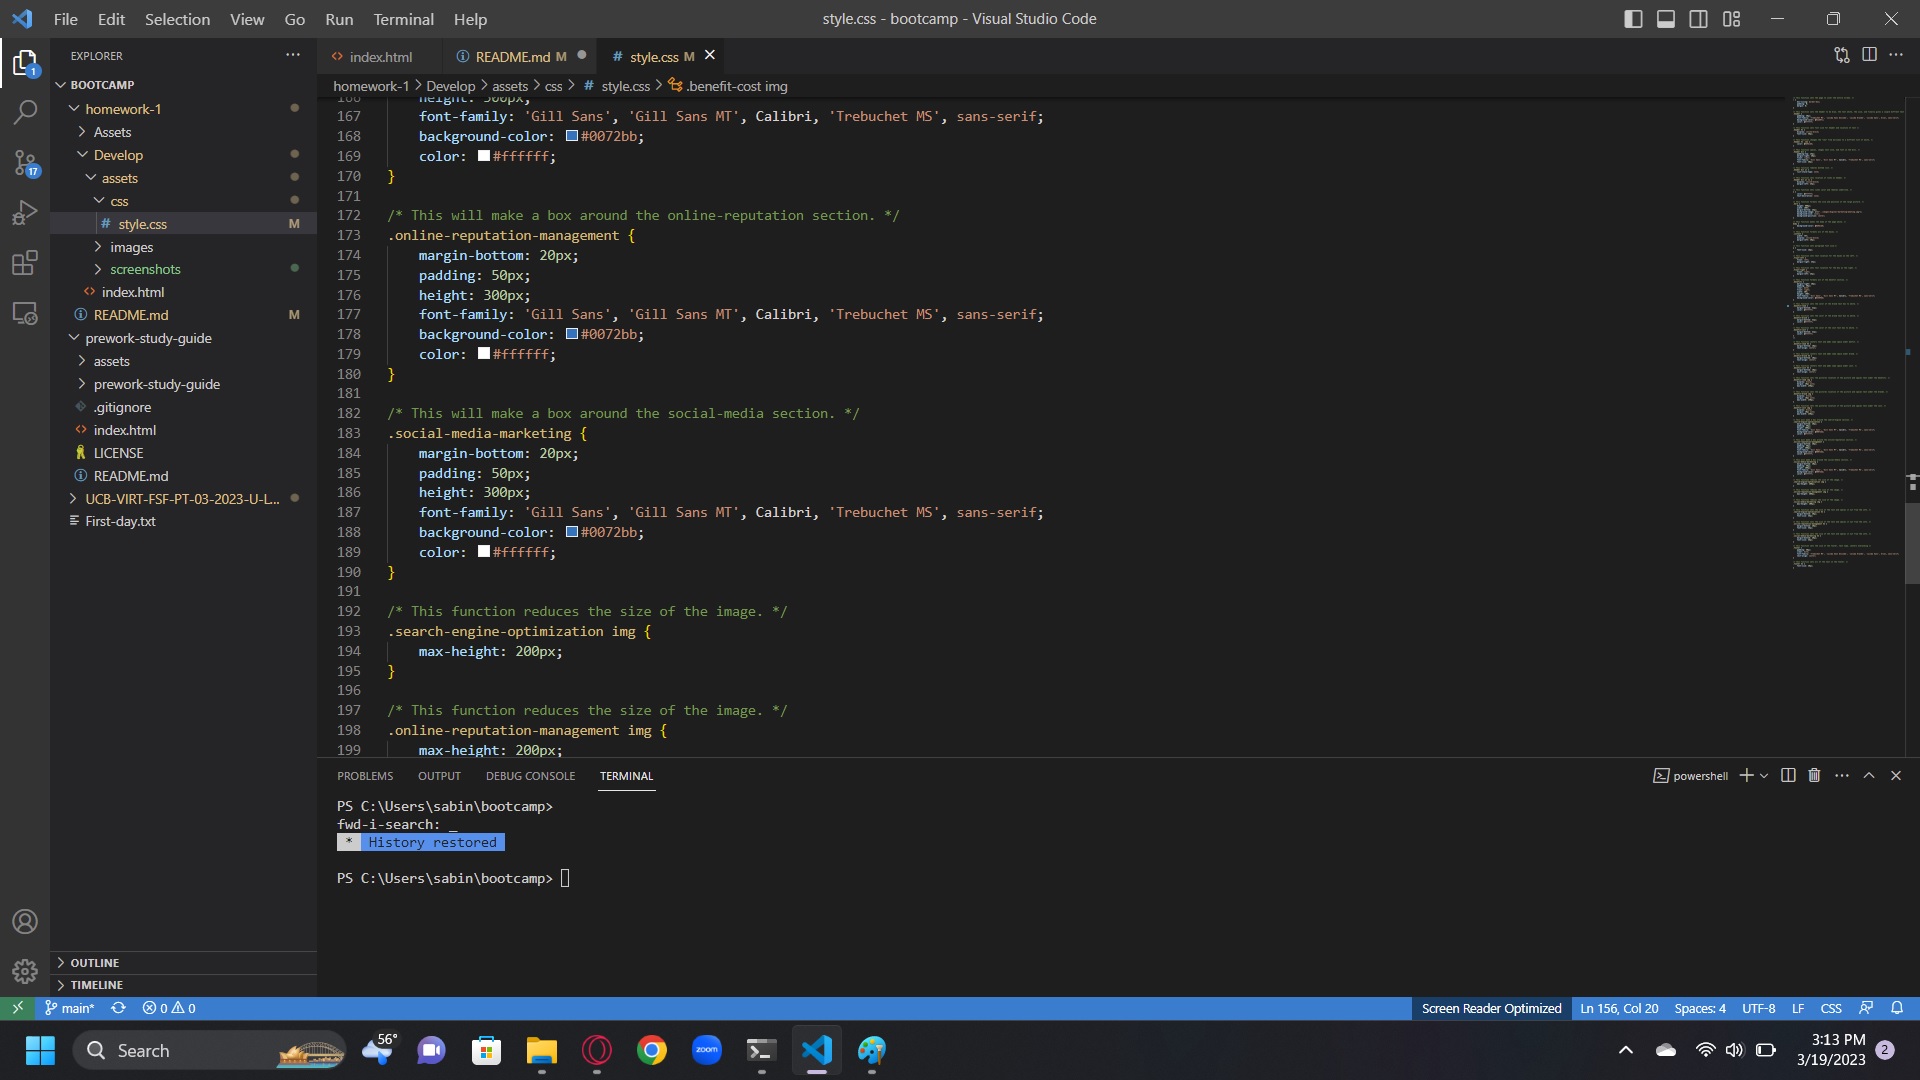 File Edit Selection View Go Run Terminal Help
style.css - bootcamp - Visual Studio Code
EXPLORER
index.html
README.md M
# style.css M
BOOTCAMP
homework-1 > Develop > assets > css > # style.css > .benefit-cost img
homework-1
Assets
Develop
assets
css
# style.css M
images
screenshots
index.html
README.md M
prework-study-guide
assets
prework-study-guide
.gitignore
index.html
LICENSE
README.md
UCB-VIRT-FSF-PT-03-2023-U-L...
First-day.txt
OUTLINE
TIMELINE
1
17
166 height: 300px;
167 font-family: 'Gill Sans', 'Gill Sans MT', Calibri, 'Trebuchet MS', sans-serif;
168 background-color: #0072bb;
169 color: #ffffff;
170 }
171
172 /* This will make a box around the online-reputation section. */
173 .online-reputation-management {
174 margin-bottom: 20px;
175 padding: 50px;
176 height: 300px;
177 font-family: 'Gill Sans', 'Gill Sans MT', Calibri, 'Trebuchet MS', sans-serif;
178 background-color: #0072bb;
179 color: #ffffff;
180 }
181
182 /* This will make a box around the social-media section. */
183 .social-media-marketing {
184 margin-bottom: 20px;
185 padding: 50px;
186 height: 300px;
187 font-family: 'Gill Sans', 'Gill Sans MT', Calibri, 'Trebuchet MS', sans-serif;
188 background-color: #0072bb;
189 color: #ffffff;
190 }
191
192 /* This function reduces the size of the image. */
193 .search-engine-optimization img {
194 max-height: 200px;
195 }
196
197 /* This function reduces the size of the image. */
198 .online-reputation-management img {
199 max-height: 200px;
PROBLEMS OUTPUT DEBUG CONSOLE TERMINAL
powershell
PS C:\Users\sabin\bootcamp>
fwd-i-search: _
* History restored
PS C:\Users\sabin\bootcamp>
main* 0 0
Screen Reader Optimized Ln 156, Col 20 Spaces: 4 UTF-8 LF CSS
Search
56°
zoom
3:13 PM
3/19/2023
2